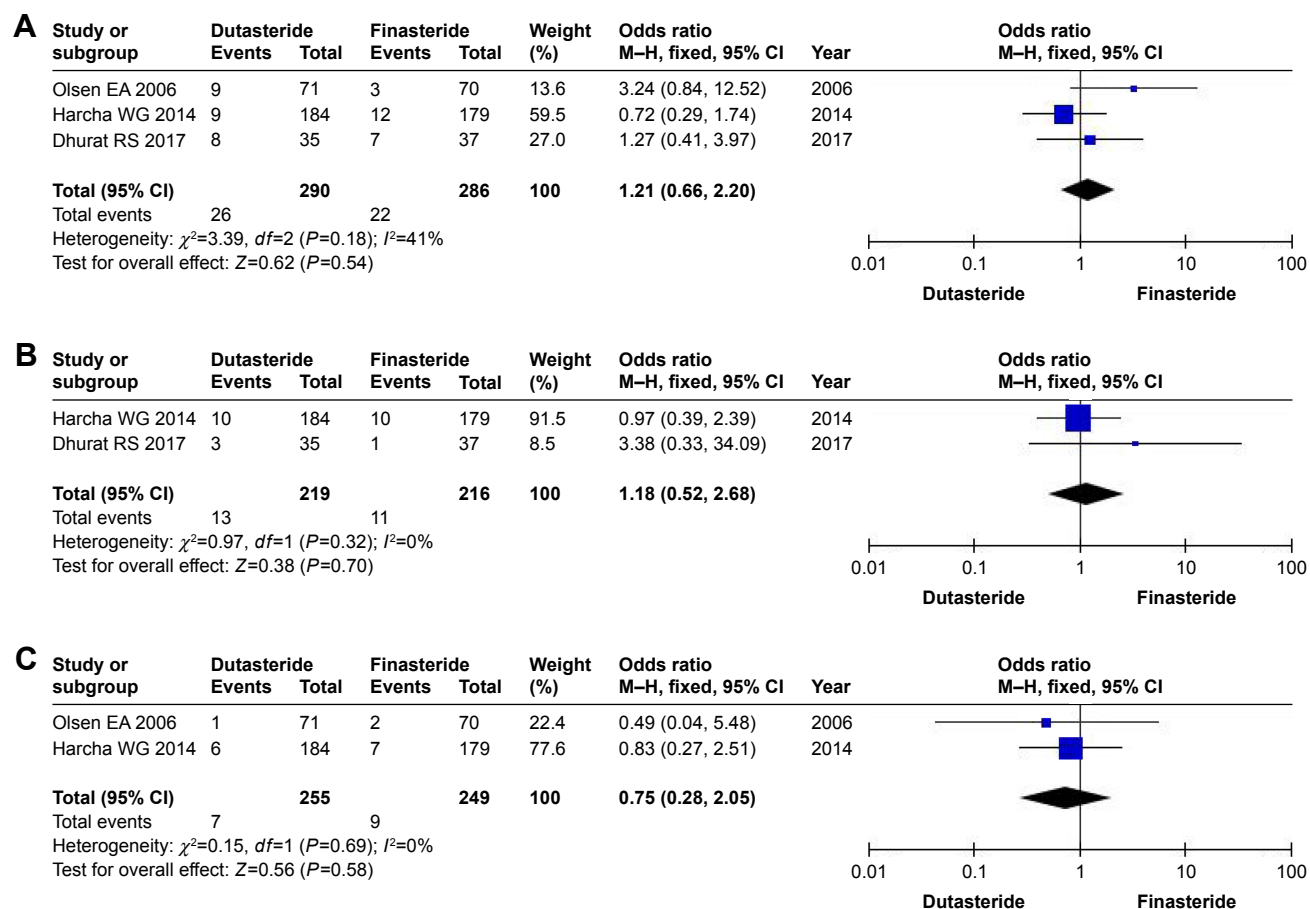 A
Study or Dutasteride Finasteride Weight Odds ratio Odds ratio
subgroup Events Total Events Total (%) M–H, fixed, 95% CI Year M–H, fixed, 95% CI
Olsen EA 2006 9 71 3 70 13.6 3.24 (0.84, 12.52) 2006
Harcha WG 2014 9 184 12 179 59.5 0.72 (0.29, 1.74) 2014
Dhurat RS 2017 8 35 7 37 27.0 1.27 (0.41, 3.97) 2017
Total (95% CI) 290 286 100 1.21 (0.66, 2.20)
Total events 26 22
Heterogeneity: χ²=3.39, df=2 (P=0.18); I²=41%
Test for overall effect: Z=0.62 (P=0.54)
0.01 0.1 1 10 100
Dutasteride Finasteride
B
Study or Dutasteride Finasteride Weight Odds ratio Odds ratio
subgroup Events Total Events Total (%) M–H, fixed, 95% CI Year M–H, fixed, 95% CI
Harcha WG 2014 10 184 10 179 91.5 0.97 (0.39, 2.39) 2014
Dhurat RS 2017 3 35 1 37 8.5 3.38 (0.33, 34.09) 2017
Total (95% CI) 219 216 100 1.18 (0.52, 2.68)
Total events 13 11
Heterogeneity: χ²=0.97, df=1 (P=0.32); I²=0%
Test for overall effect: Z=0.38 (P=0.70)
0.01 0.1 1 10 100
Dutasteride Finasteride
C
Study or Dutasteride Finasteride Weight Odds ratio Odds ratio
subgroup Events Total Events Total (%) M–H, fixed, 95% CI Year M–H, fixed, 95% CI
Olsen EA 2006 1 71 2 70 22.4 0.49 (0.04, 5.48) 2006
Harcha WG 2014 6 184 7 179 77.6 0.83 (0.27, 2.51) 2014
Total (95% CI) 255 249 100 0.75 (0.28, 2.05)
Total events 7 9
Heterogeneity: χ²=0.15, df=1 (P=0.69); I²=0%
Test for overall effect: Z=0.56 (P=0.58)
0.01 0.1 1 10 100
Dutasteride Finasteride